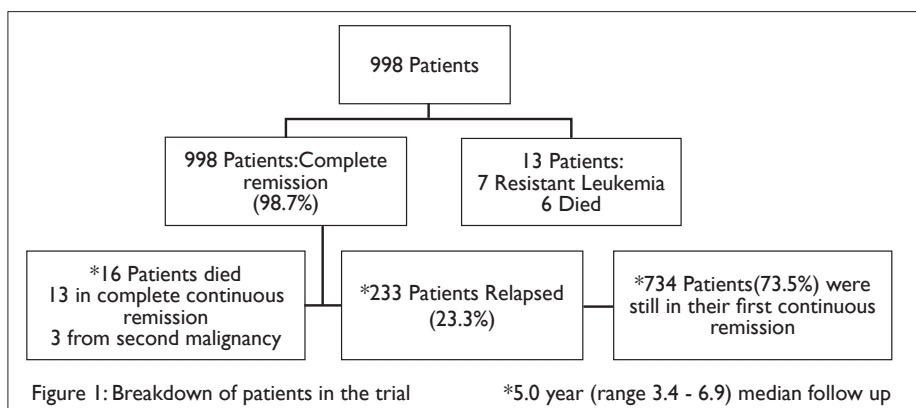 998 Patients
998 Patients:Complete
remission
(98.7%)
13 Patients:
7 Resistant Leukemia
6 Died
*16 Patients died
13 in complete continuous
remission
3 from second malignancy
*233 Patients Relapsed
(23.3%)
*734 Patients(73.5%) were
still in their first continuous
remission
Figure 1: Breakdown of patients in the trial
*5.0 year (range 3.4 - 6.9) median follow up